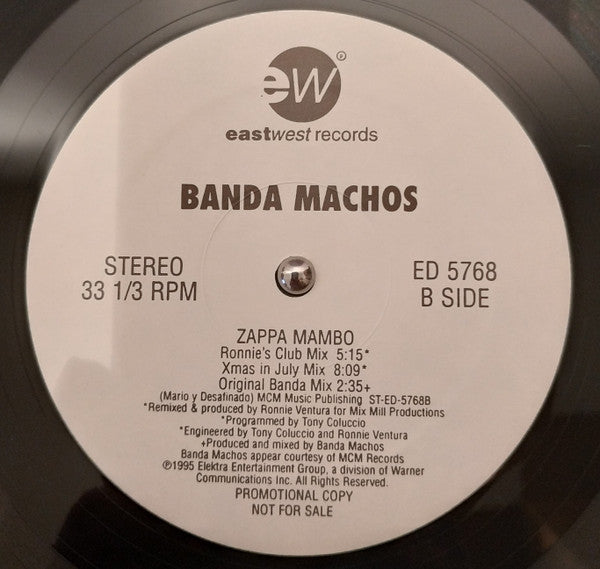 ew
eastwest records
BANDA MACHOS
STEREO
33 1/3 RPM
ED 5768
B SIDE
ZAPPA MAMBO
Ronnie's Club Mix 5:15*
Xmas in July Mix 8:09*
Original Banda Mix 2:35+
(Mario y Desafinado) MCM Music Publishing ST-ED-5768B
*Remixed & produced by Ronnie Ventura for Mix Mill Productions
*Programmed by Tony Coluccio
*Engineered by Tony Coluccio and Ronnie Ventura
+Produced and mixed by Banda Machos
Banda Machos appear courtesy of MCM Records
℗1995 Elektra Entertainment Group, a division of Warner
Communications Inc. All Rights Reserved.
PROMOTIONAL COPY
NOT FOR SALE